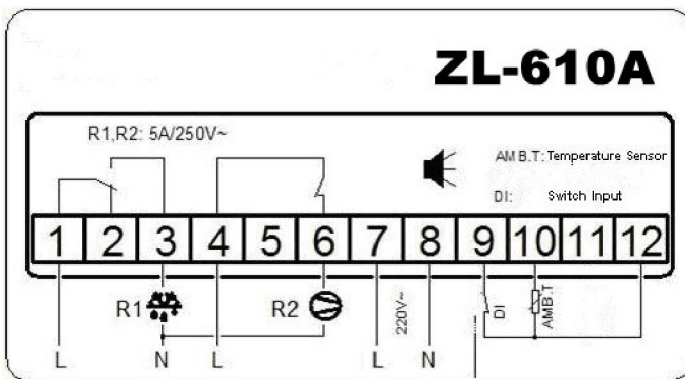 ZL-610A
R1,R2: 5A/250V~
AMB.T: Temperature Sensor
DI: Switch Input
1 2 3 4 5 6 7 8 9 10 11 12
R1
R2
220V~
DI
AMB.T
L N L L N